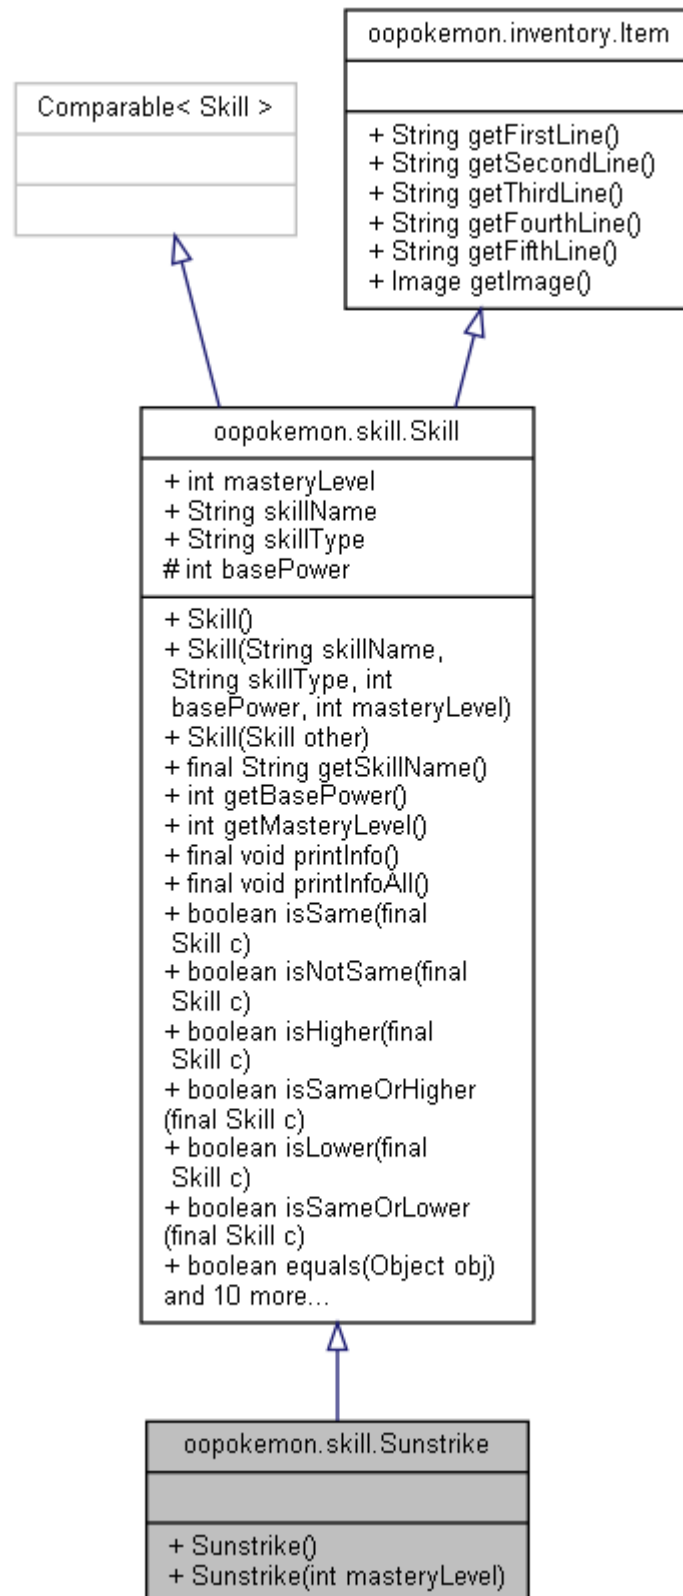 oopokemon.inventory.Item
Comparable< Skill >
+ String getFirstLine()
+ String getSecondLine()
+ String getThirdLine()
+ String getFourthLine()
+ String getFifthLine()
+ Image getImage()
oopokemon.skill.Skill
+ int masteryLevel
+ String skillName
+ String skillType
# int basePower
+ Skill()
+ Skill(String skillName,
String skillType, int
basePower, int masteryLevel)
+ Skill(Skill other)
+ final String getSkillName()
+ int getBasePower()
+ int getMasteryLevel()
+ final void printInfo()
+ final void printInfoAll()
+ boolean isSame(final
Skill c)
+ boolean isNotSame(final
Skill c)
+ boolean isHigher(final
Skill c)
+ boolean isSameOrHigher
(final Skill c)
+ boolean isLower(final
Skill c)
+ boolean isSameOrLower
(final Skill c)
+ boolean equals(Object obj)
and 10 more...
oopokemon.skill.Sunstrike
+ Sunstrike()
+ Sunstrike(int masteryLevel)